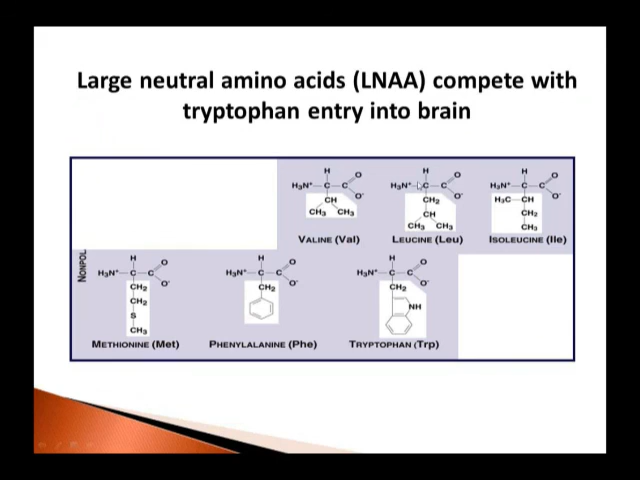 Large neutral amino acids (LNAA) compete with
tryptophan entry into brain
H H H
H₃N⁺ C C O O⁻ H₃N⁺ C C O O⁻ H₃N⁺ C C O O⁻
CH CH₂ H₃C CH
CH₃ CH₃ CH CH₂
CH₃ CH₃ CH₃
VALINE (Val) LEUCINE (Leu) ISOLEUCINE (Ile)
NONPOL
H H H
H₃N⁺ C C O O⁻ H₃N⁺ C C O O⁻ H₃N⁺ C C O O⁻
CH₂ CH₂ CH₂
CH₂ NH
S
CH₃
METHIONINE (Met) PHENYLALANINE (Phe) TRYPTOPHAN (Trp)